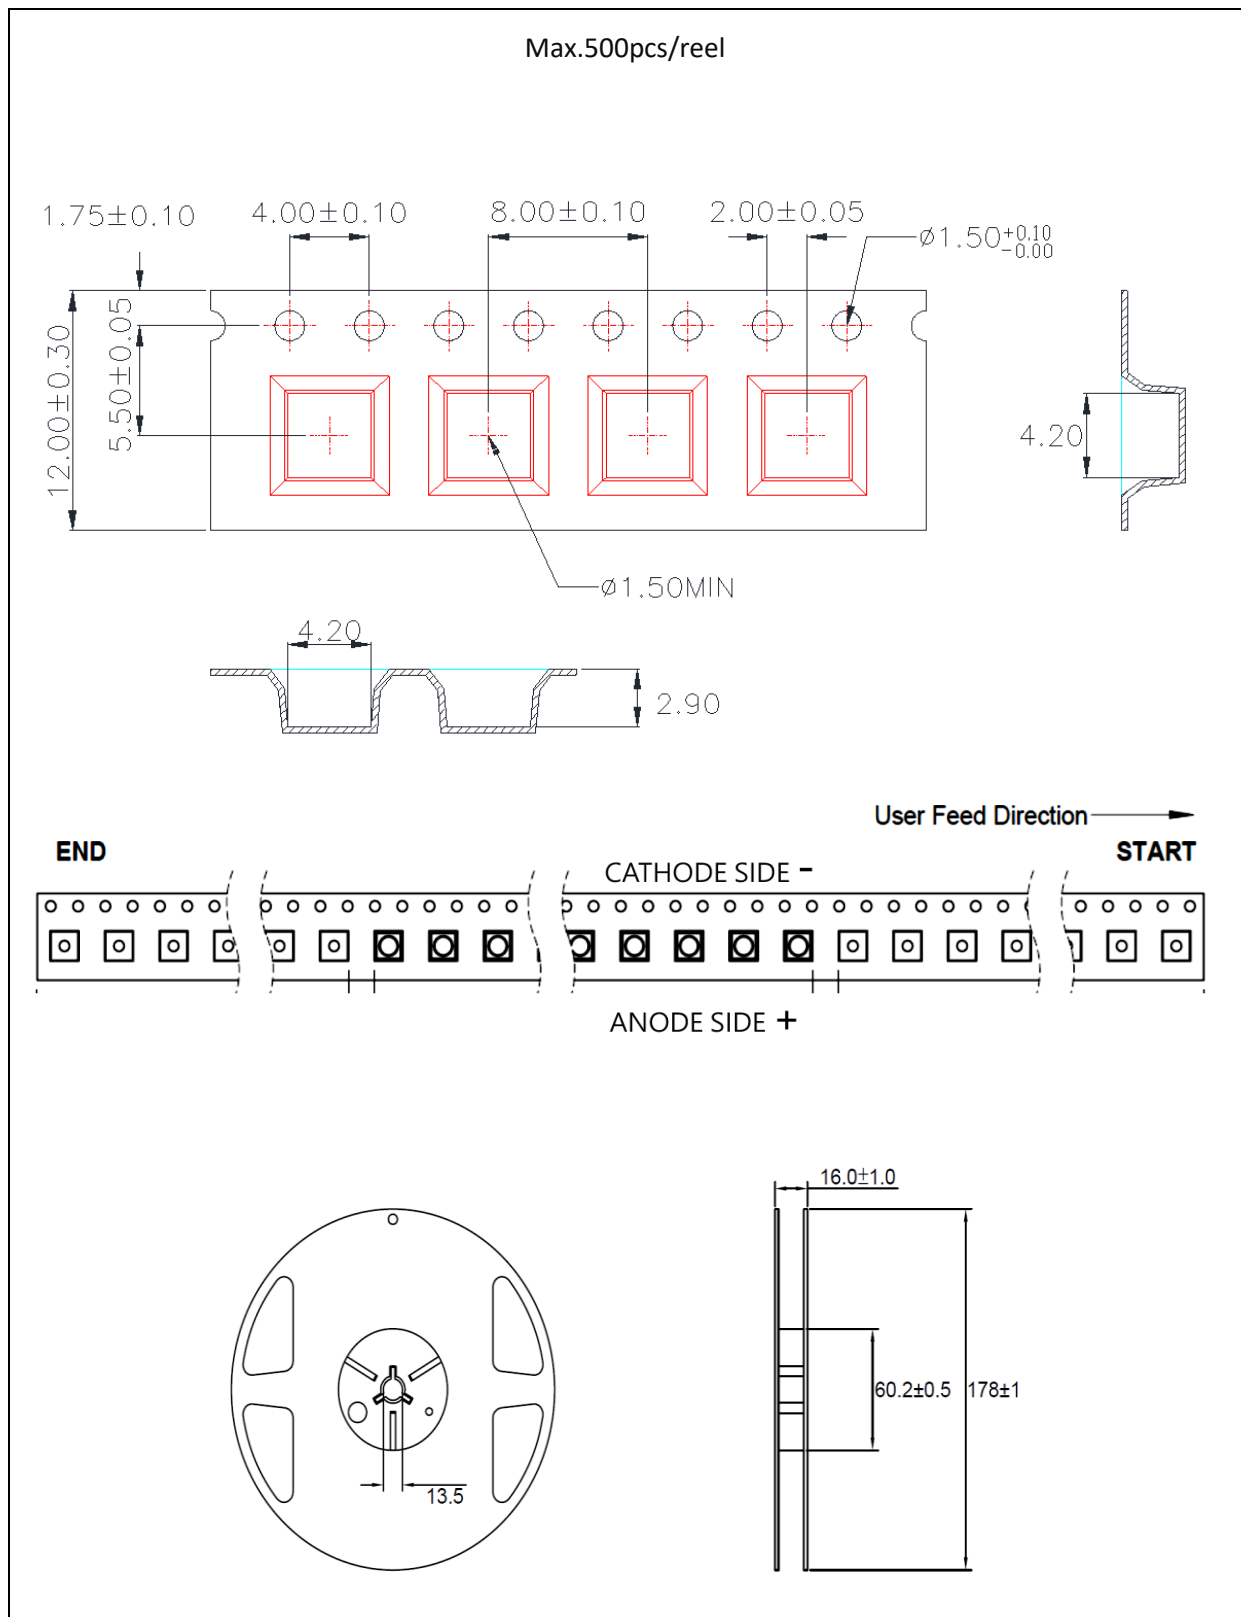 Max.500pcs/reel
1.75±0.10
4.00±0.10
8.00±0.10
2.00±0.05
Ø1.50+0.10
-0.00
12.00±0.30
5.50±0.05
4.20
Ø1.50MIN
4.20
2.90
User Feed Direction
END
CATHODE SIDE -
START
ANODE SIDE +
16.0±1.0
60.2±0.5
178±1
13.5